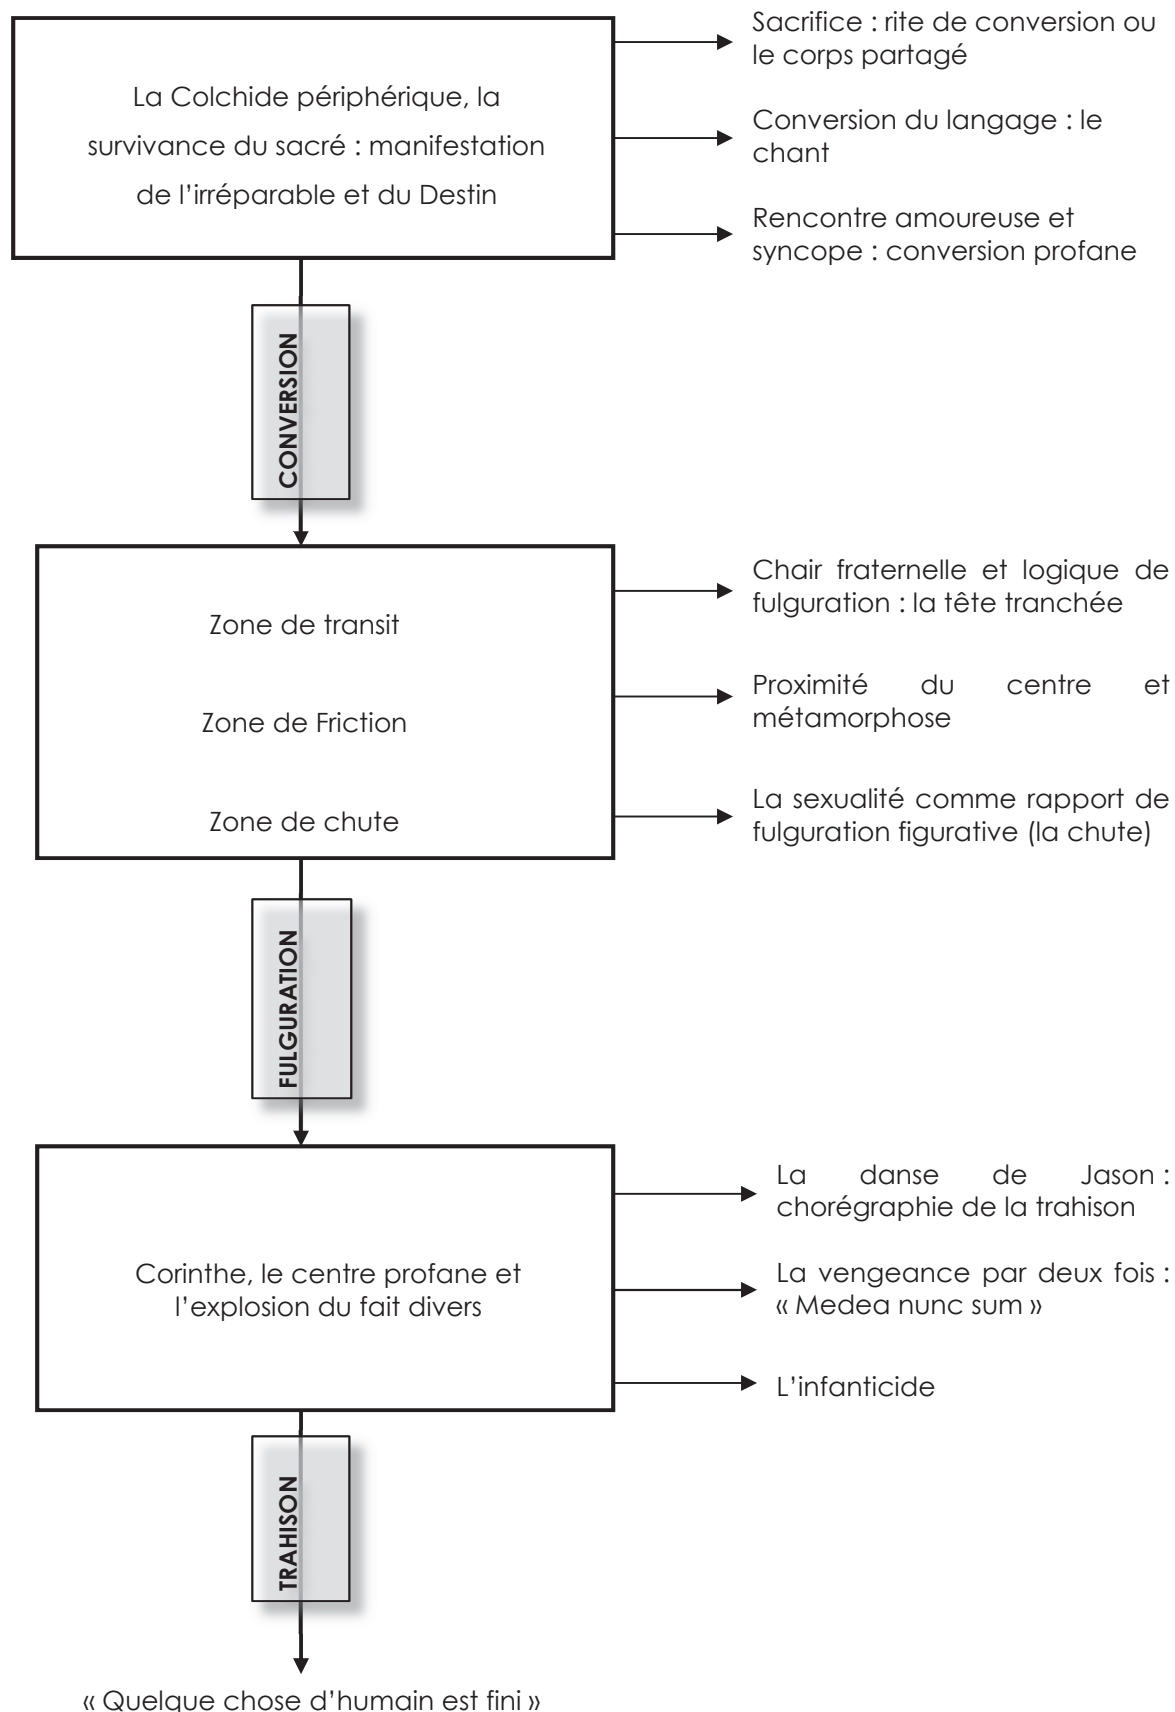 La Colchide périphérique, la
survivance du sacré : manifestation
de l'irréparable et du Destin
Sacrifice : rite de conversion ou
le corps partagé
Conversion du langage : le
chant
Rencontre amoureuse et
syncope : conversion profane
CONVERSION
Zone de transit
Zone de Friction
Zone de chute
Chair fraternelle et logique de
fulguration : la tête tranchée
Proximité du centre et
métamorphose
La sexualité comme rapport de
fulguration figurative (la chute)
FULGURATION
Corinthe, le centre profane et
l'explosion du fait divers
La danse de Jason :
chorégraphie de la trahison
La vengeance par deux fois :
« Medea nunc sum »
L'infanticide
TRAHISON
« Quelque chose d'humain est fini »